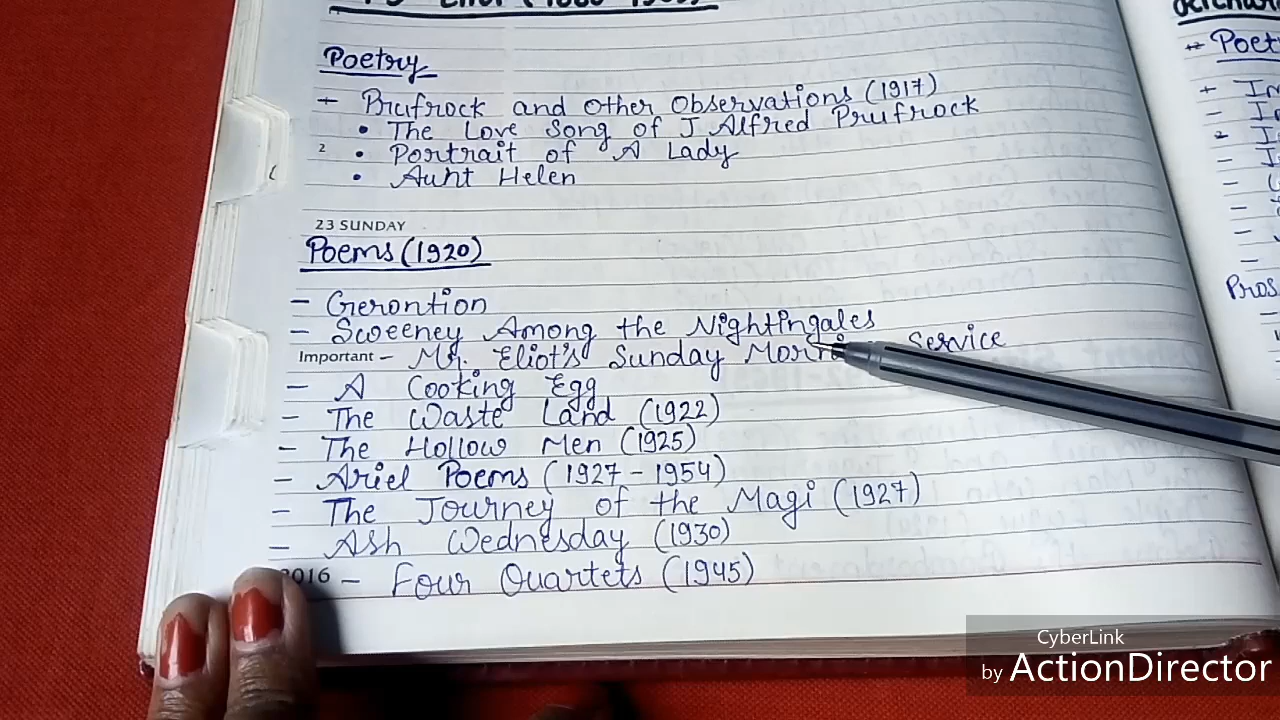 Poetry
Prufrock and Other Observations (1917)
• The Love Song of J Alfred Prufrock
2 • Portrait of A Lady
• Aunt Helen
23 SUNDAY
Poems (1920)
- Gerontion
- Sweeney Among the Nightingales
Important - Mr. Eliot's Sunday Service
- A Cooking Egg
- The Waste Land (1922)
- The Hollow Men (1925)
- Ariel Poems (1927-1954)
- The Journey of the Magi (1927)
- Ash Wednesday (1930)
2016 - Four Quartets (1945)
CyberLink
by ActionDirector